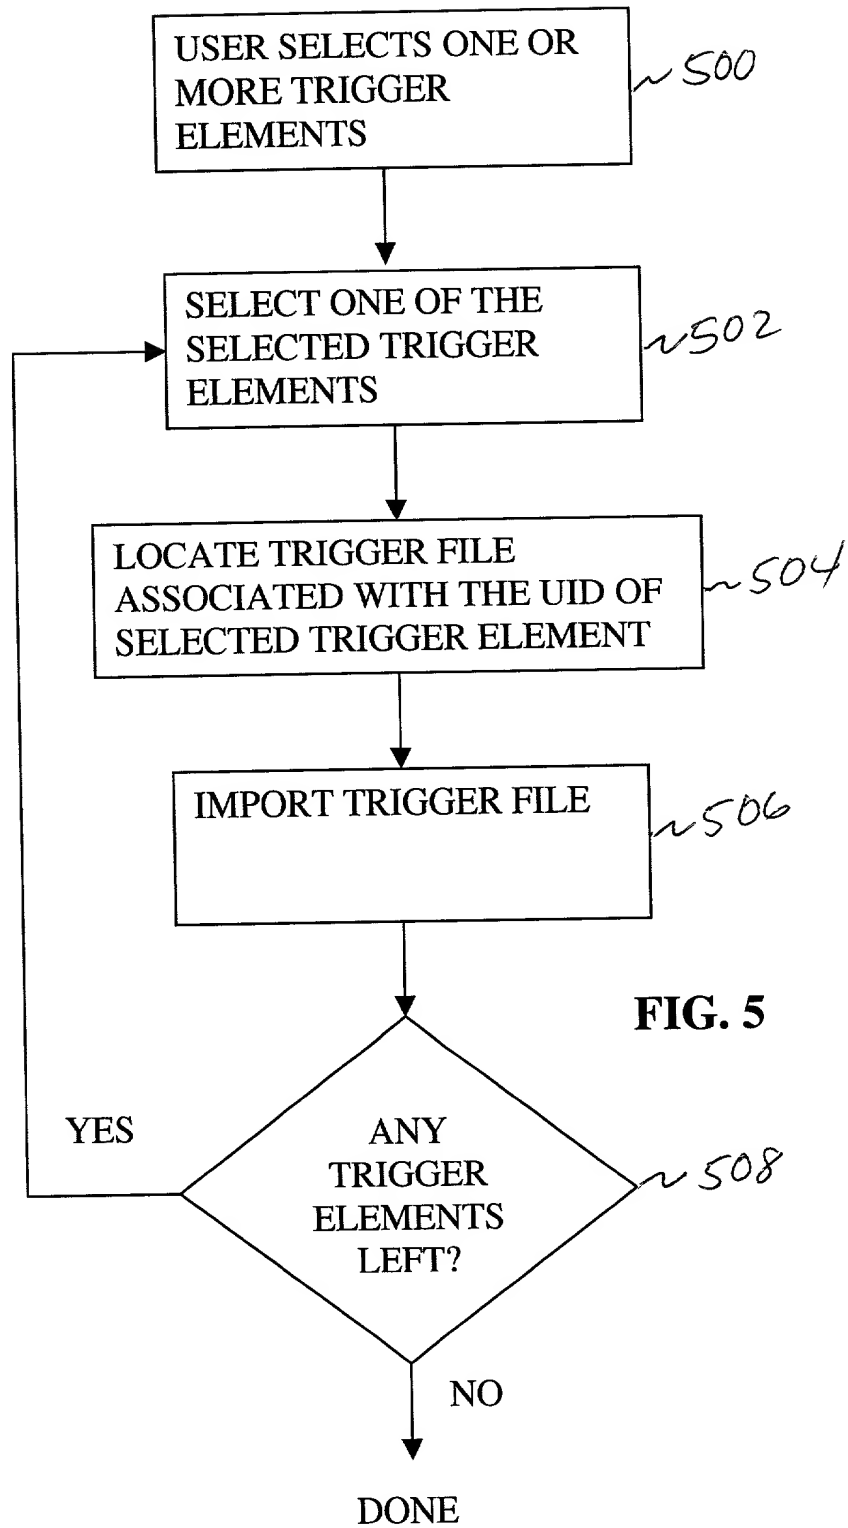 USER SELECTS ONE OR
MORE TRIGGER
ELEMENTS
500
SELECT ONE OF THE
SELECTED TRIGGER
ELEMENTS
502
LOCATE TRIGGER FILE
ASSOCIATED WITH THE UID OF
SELECTED TRIGGER ELEMENT
504
IMPORT TRIGGER FILE
506
FIG. 5
YES
ANY
TRIGGER
ELEMENTS
LEFT?
508
NO
DONE